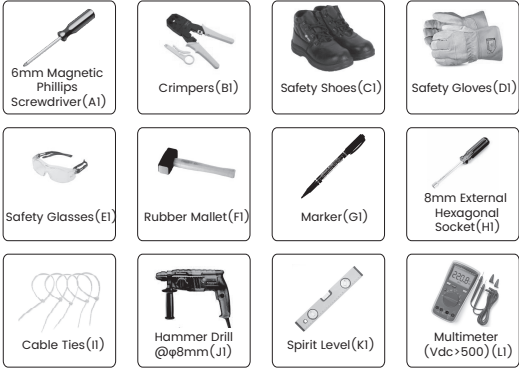 6mm Magnetic
Phillips
Screwdriver(A1)
Crimpers(B1)
Safety Shoes(C1)
Safety Gloves(D1)
Safety Glasses(E1)
Rubber Mallet(F1)
Marker(G1)
8mm External
Hexagonal
Socket(H1)
Cable Ties(I1)
Hammer Drill
@φ8mm(J1)
Spirit Level(K1)
220.8
Multimeter
(Vdc>500)(L1)